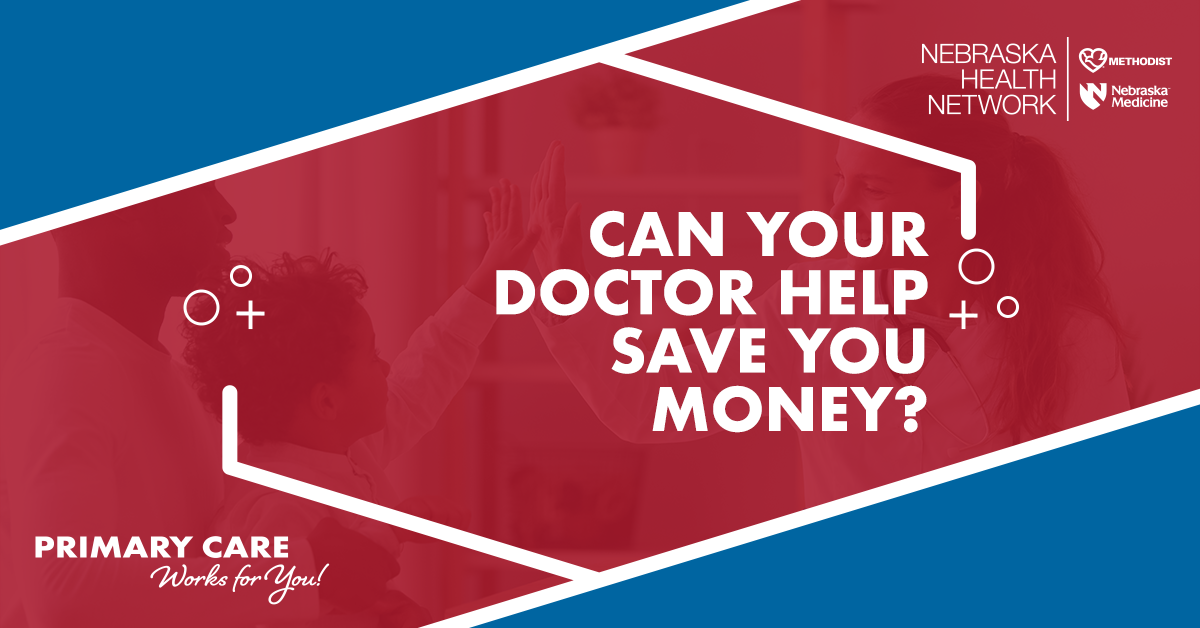 NEBRASKA
HEALTH
NETWORK
METHODIST
Nebraska
Medicine
CAN YOUR
DOCTOR HELP
SAVE YOU
MONEY?
PRIMARY CARE
Works for You!